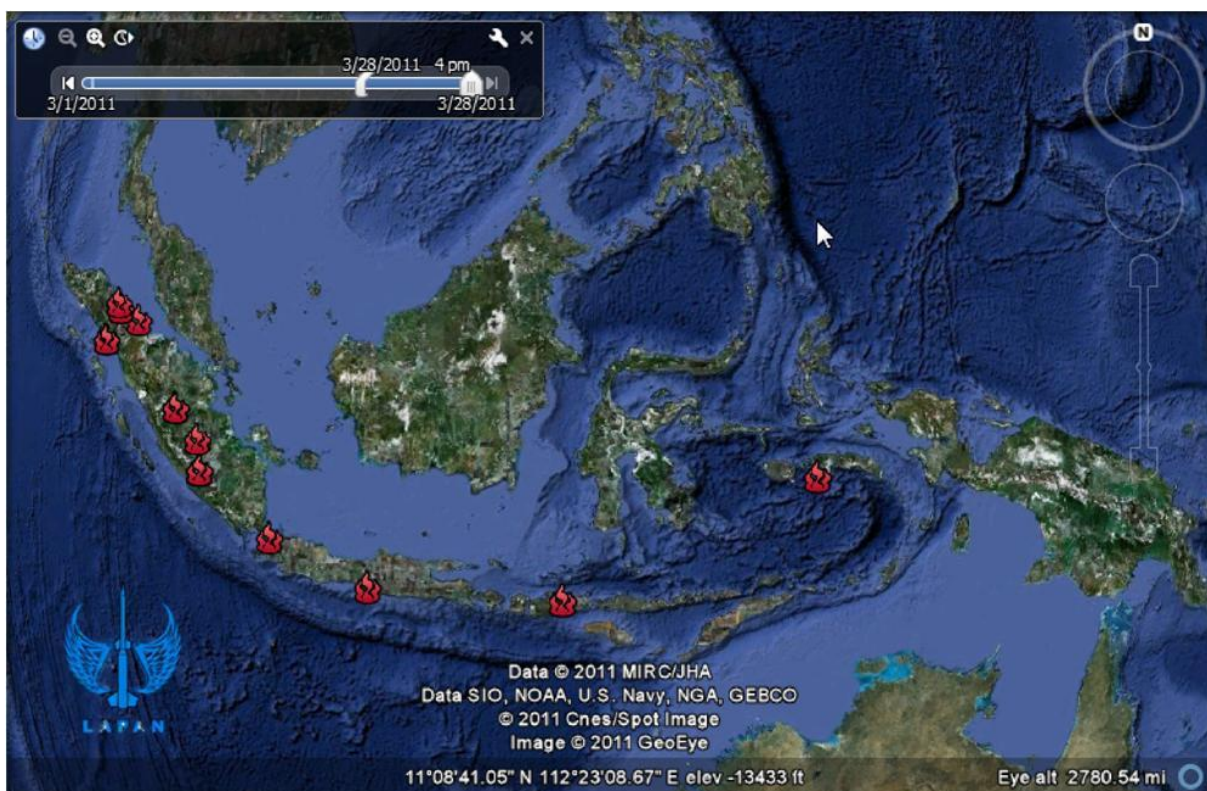 3/28/2011 4 pm
3/1/2011 3/28/2011
N
LAPAN
Data © 2011 MIRC/JHA
Data SIO, NOAA, U.S. Navy, NGA, GEBCO
© 2011 Cnes/Spot Image
Image © 2011 GeoEye
11°08'41.05" N 112°23'08.67" E elev -13433 ft Eye alt 2780.54 mi